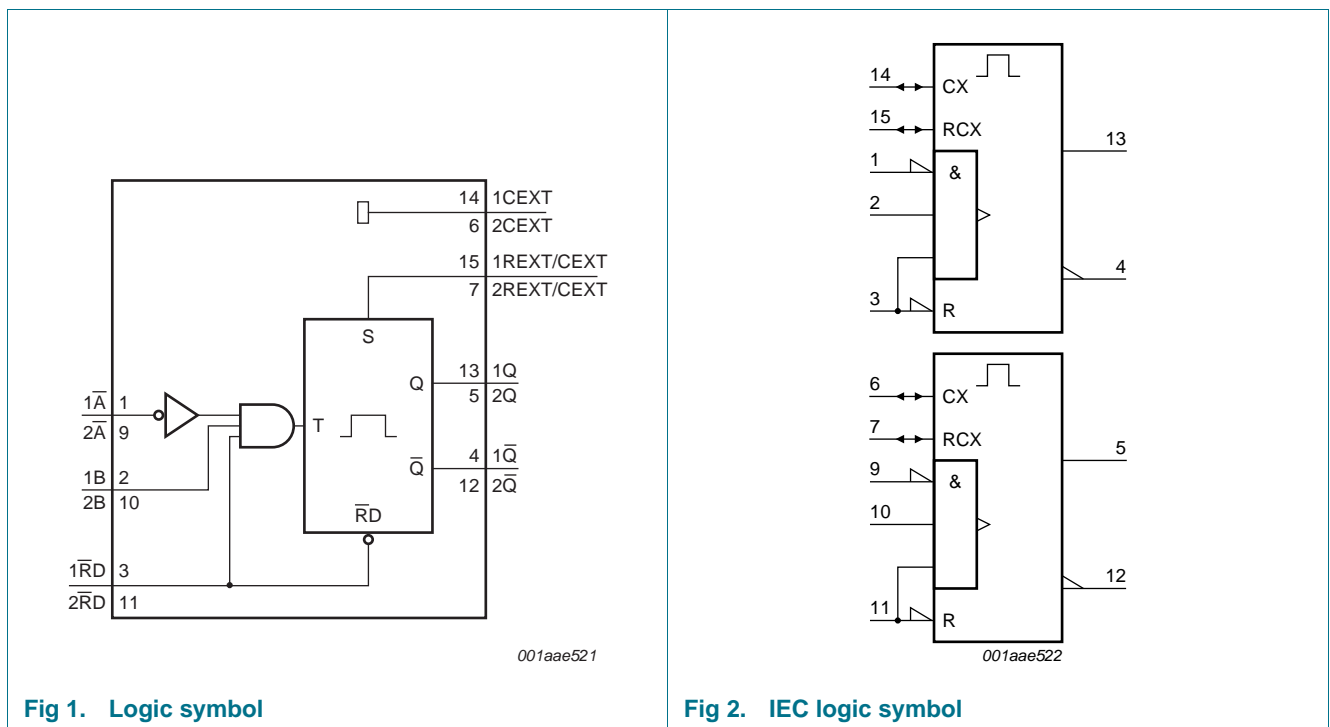 14 1CEXT
6 2CEXT
15 1REXT/CEXT
7 2REXT/CEXT
S
Q
13 1Q
5 2Q
1A̅ 1
2A̅ 9
T
Q̅
4 1Q̅
12 2Q̅
1B 2
2B 10
R̅D
1R̅D 3
2R̅D 11
001aae521
Fig 1. Logic symbol
14 CX
15 RCX
1 &
13
2
4
3 R
6 CX
7 RCX
9 &
5
10
12
11 R
001aae522
Fig 2. IEC logic symbol